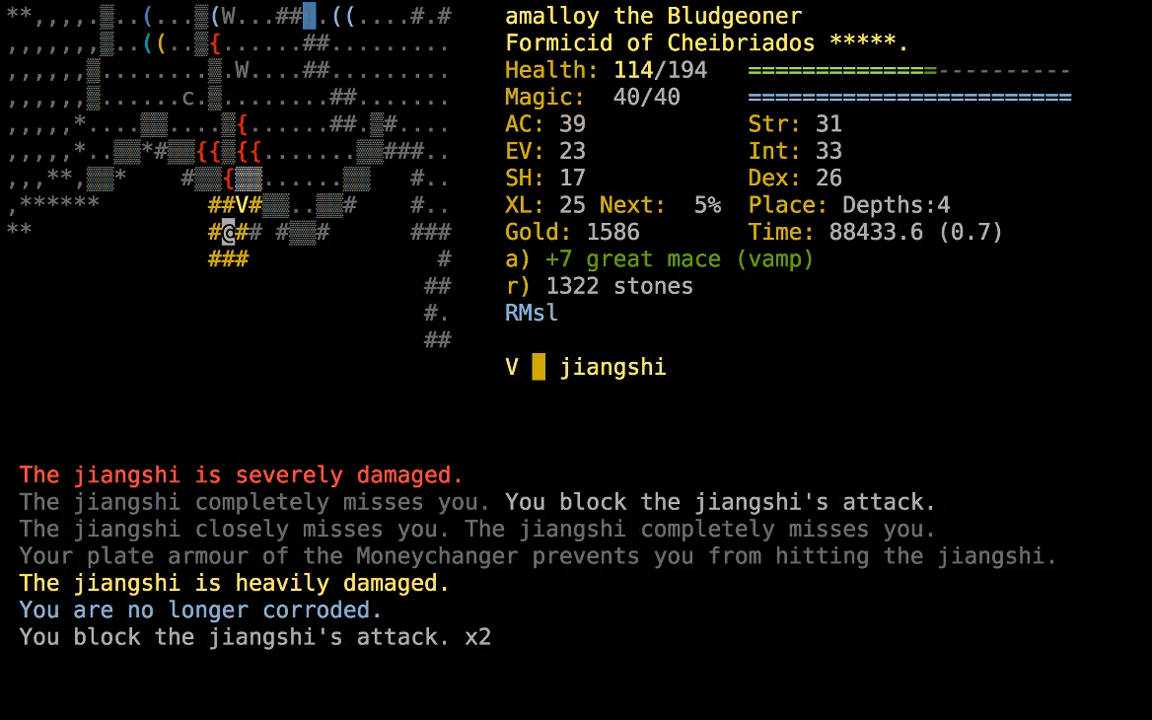 **,,,,,▒..(...▒(W...## .((....#.#
,,,,,,,▒..((..▒{......##.........
,,,,,,▒........▒.W....##.........
,,,,,,▒......c.▒........##.......
,,,,,*....▒▒....▒{......##.▒#....
,,,,,*..▒▒*#▒▒{{▒{{.......▒▒###..
,,,**,▒▒* #▒▒{▒▒......▒▒ #..
,****** ##V#▒▒..▒▒# #..
** #@## #▒▒# ###
### #
##
#.
##
amalloy the Bludgeoner
Formicid of Cheibriados *****.
Health: 114/194 ==============----------
Magic: 40/40 ========================
AC: 39 Str: 31
EV: 23 Int: 33
SH: 17 Dex: 26
XL: 25 Next: 5% Place: Depths:4
Gold: 1586 Time: 88433.6 (0.7)
a) +7 great mace (vamp)
r) 1322 stones
RMsl
V jiangshi
The jiangshi is severely damaged.
The jiangshi completely misses you. You block the jiangshi's attack.
The jiangshi closely misses you. The jiangshi completely misses you.
Your plate armour of the Moneychanger prevents you from hitting the jiangshi.
The jiangshi is heavily damaged.
You are no longer corroded.
You block the jiangshi's attack. x2